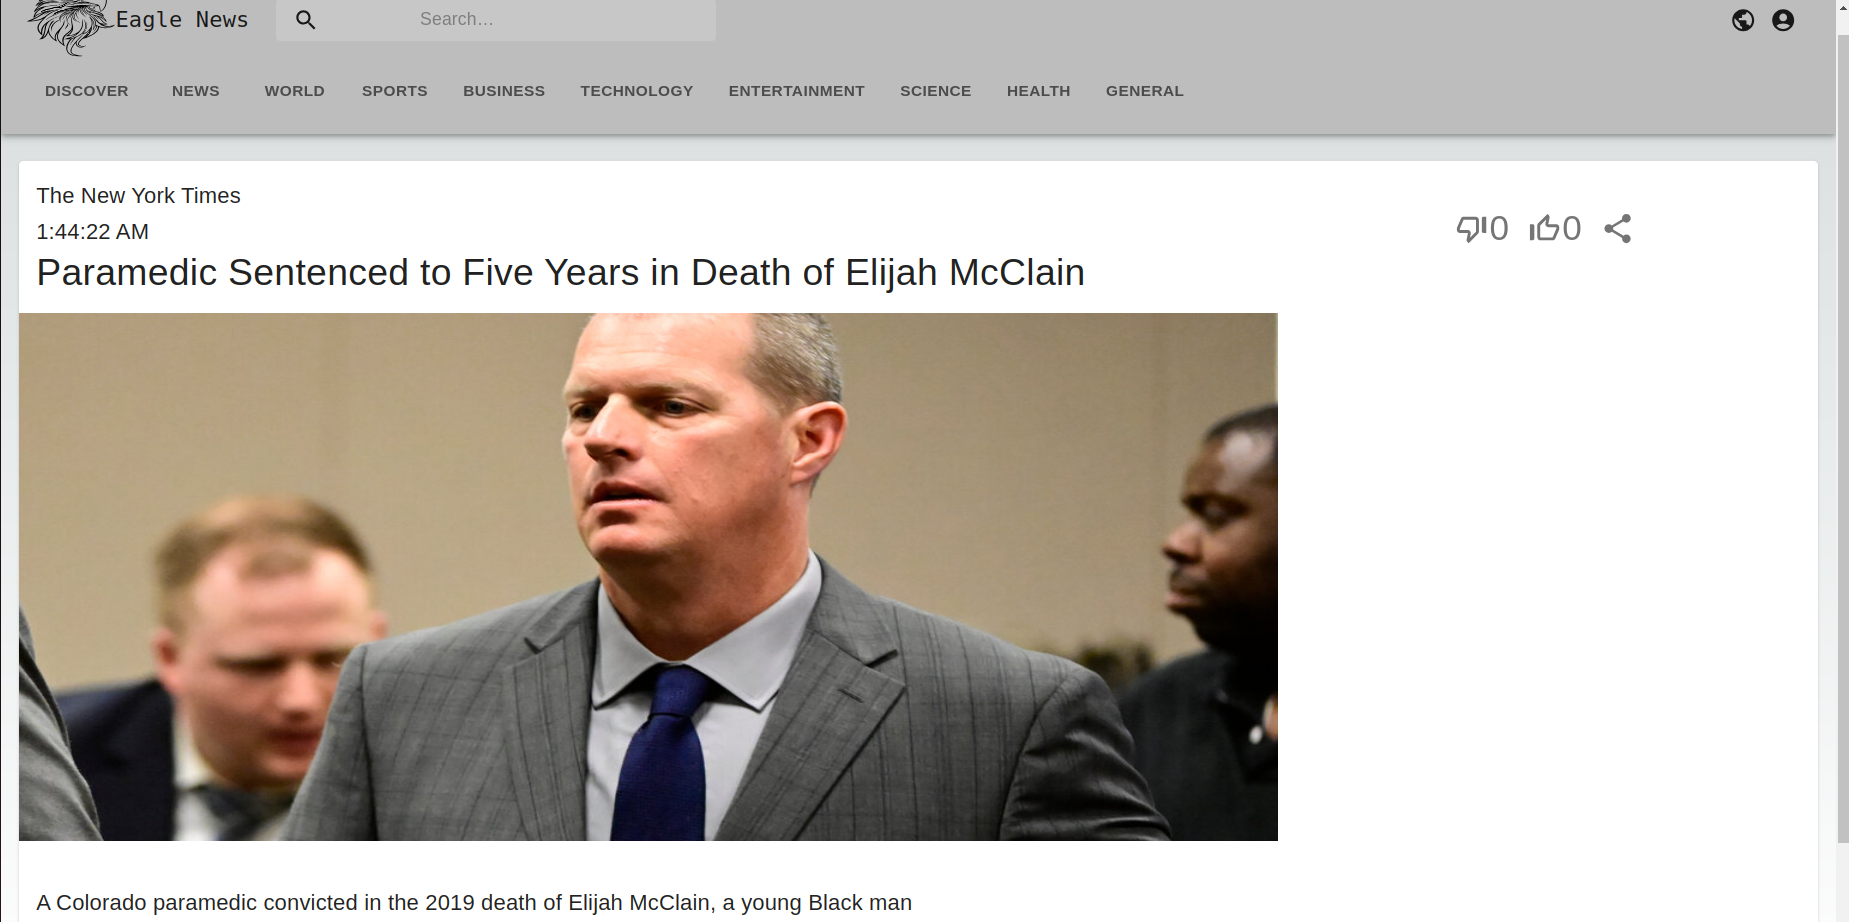 Eagle News
Search…
DISCOVER NEWS WORLD SPORTS BUSINESS TECHNOLOGY ENTERTAINMENT SCIENCE HEALTH GENERAL
The New York Times
1:44:22 AM
0 0
Paramedic Sentenced to Five Years in Death of Elijah McClain
A Colorado paramedic convicted in the 2019 death of Elijah McClain, a young Black man